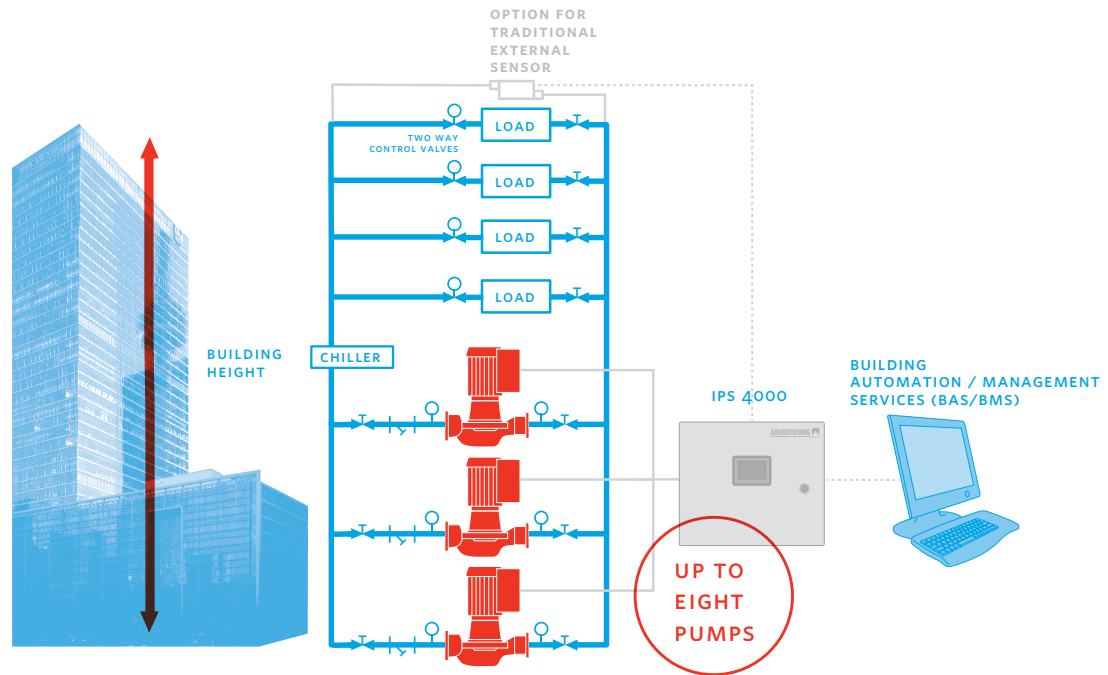 OPTION FOR
TRADITIONAL
EXTERNAL
SENSOR
LOAD
TWO WAY
CONTROL VALVES
LOAD
LOAD
LOAD
BUILDING
HEIGHT
CHILLER
IPS 4000
BUILDING
AUTOMATION / MANAGEMENT
SERVICES (BAS/BMS)
ARMSTRONG
UP TO
EIGHT
PUMPS